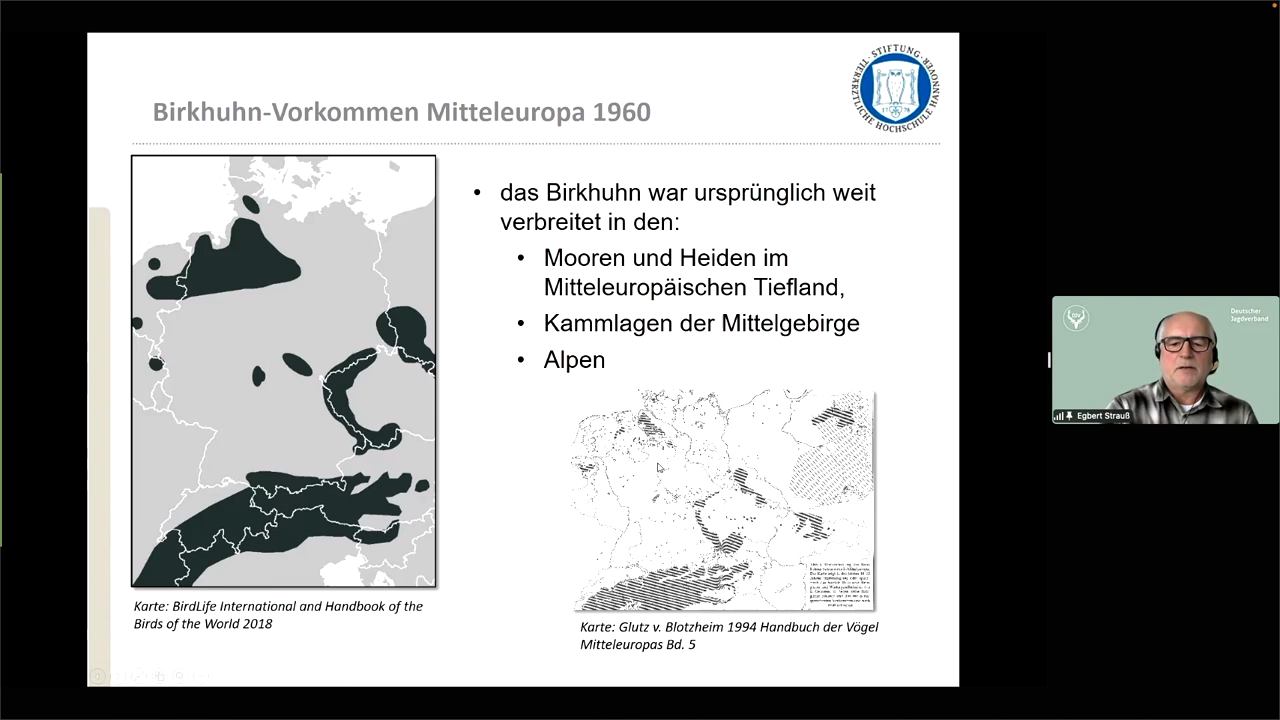 STIFTUNG · TIERÄRZTLICHE HOCHSCHULE HANNOVER
1778
Birkhuhn-Vorkommen Mitteleuropa 1960
• das Birkhuhn war ursprünglich weit
verbreitet in den:
• Mooren und Heiden im
Mitteleuropäischen Tiefland,
• Kammlagen der Mittelgebirge
• Alpen
Karte: BirdLife International and Handbook of the
Birds of the World 2018
Karte: Glutz v. Blotzheim 1994 Handbuch der Vögel
Mitteleuropas Bd. 5
Deutscher
Jagdverband
DJV
Egbert Strauß